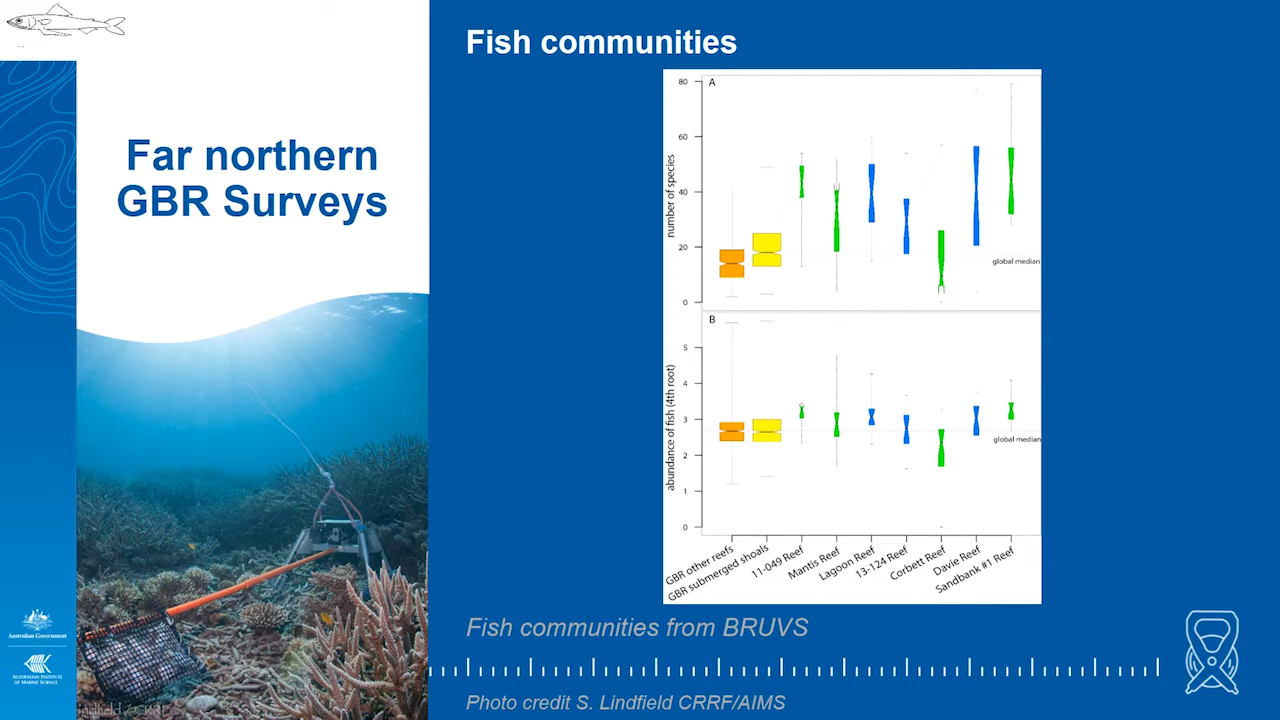 Far northern
GBR Surveys
Fish communities
A
80
60
40
20
0
number of species
global median
B
5
4
3
2
1
0
abundance of fish (4th root)
global median
GBR other reefs
GBR submerged shoals
11-049 Reef
Mantis Reef
Lagoon Reef
13-124 Reef
Corbett Reef
Davie Reef
Sandbank #1 Reef
Fish communities from BRUVS
Photo credit S. Lindfield CRRF/AIMS
Australian Government
AUSTRALIAN INSTITUTE
OF MARINE SCIENCE